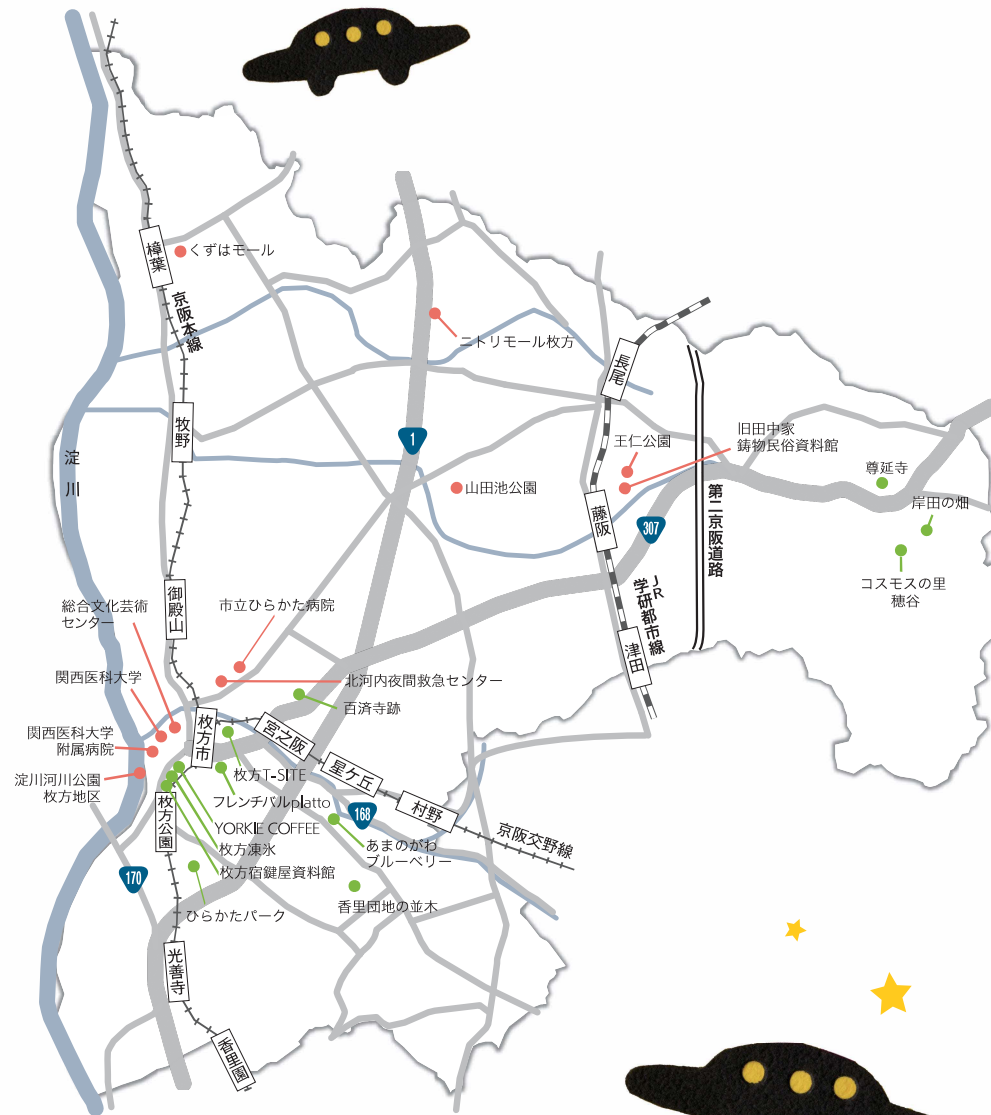 樟葉
くずはモール
京阪本線
ニトリモール枚方
長尾
牧野
1
淀川
山田池公園
王仁公園
旧田中家
鋳物民俗資料館
尊延寺
岸田の畑
コスモスの里
穂谷
藤阪
307
第二京阪道路
JR
学研都市線
津田
御殿山
総合文化芸術
センター
市立ひらかた病院
関西医科大学
北河内夜間救急センター
百済寺跡
関西医科大学
附属病院
枚方市
宮之阪
星ケ丘
村野
淀川河川公園
枚方地区
枚方T-SITE
フレンチバルplatto
168
枚方公園
YORKIE COFFEE
京阪交野線
枚方凍氷
あまのがわ
ブルーベリー
枚方宿鍵屋資料館
170
ひらかたパーク
香里団地の並木
光善寺
香里園